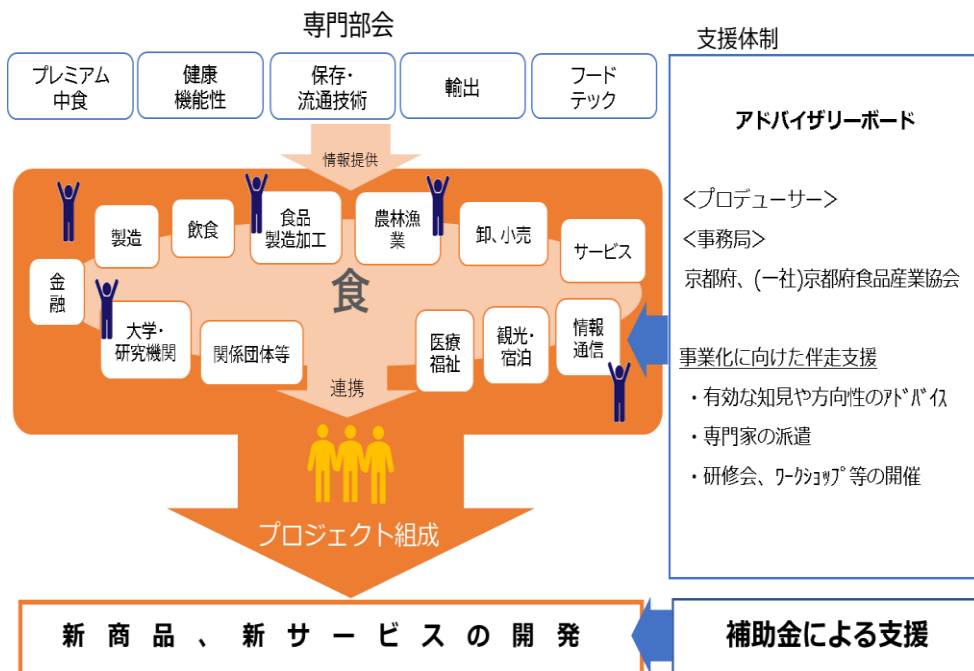 専門部会
プレミアム
中食
健康
機能性
保存・
流通技術
輸出
フード
テック
情報提供
製造
飲食
食品
製造加工
農林漁
業
卸、小売
サービス
金
融
食
大学・
研究機関
関係団体等
医療
福祉
観光・
宿泊
情報
通信
連携
プロジェクト組成
新商品、新サービスの開発
支援体制
アドバイザリーボード
<プロデューサー>
<事務局>
京都府、(一社)京都府食品産業協会
事業化に向けた伴走支援
・有効な知見や方向性のｱﾄﾞﾊﾞｲｽ
・専門家の派遣
・研修会、ﾜｰｸｼｮｯﾌﾟ等の開催
補助金による支援